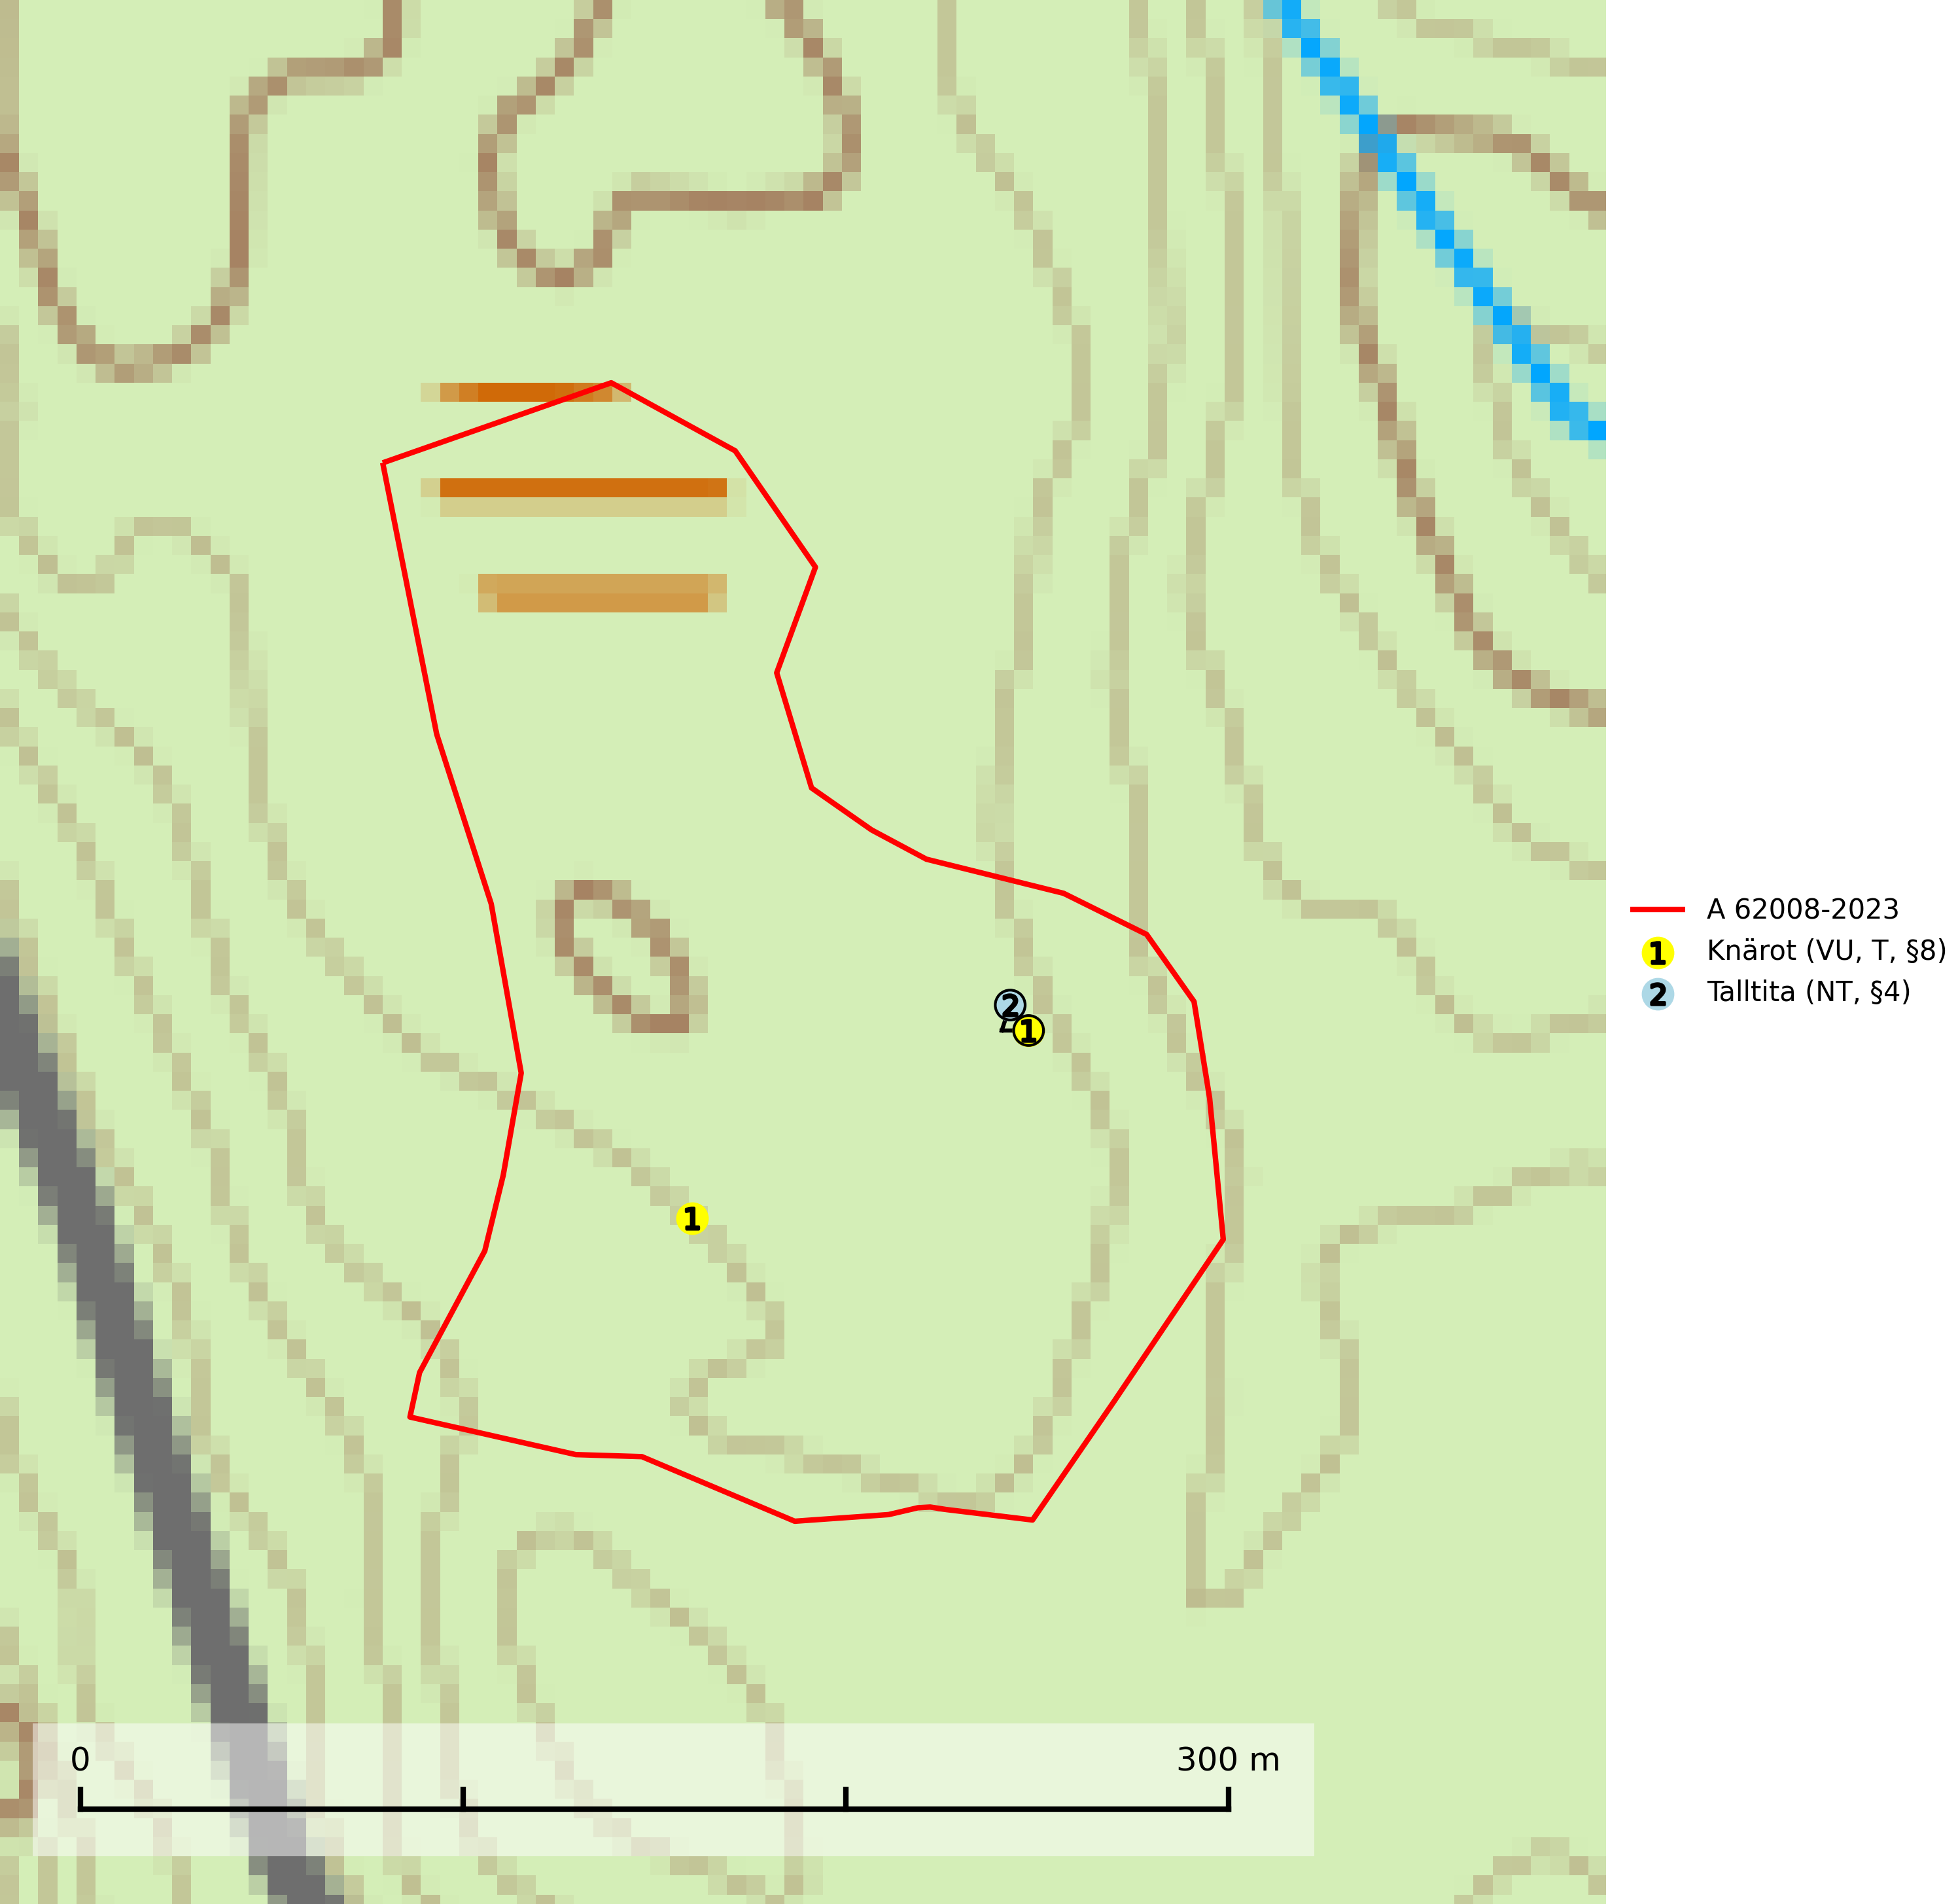 A 62008-2023
1 Knärot (VU, T, §8)
2 Talltita (NT, §4)
2
1
1
0 300 m